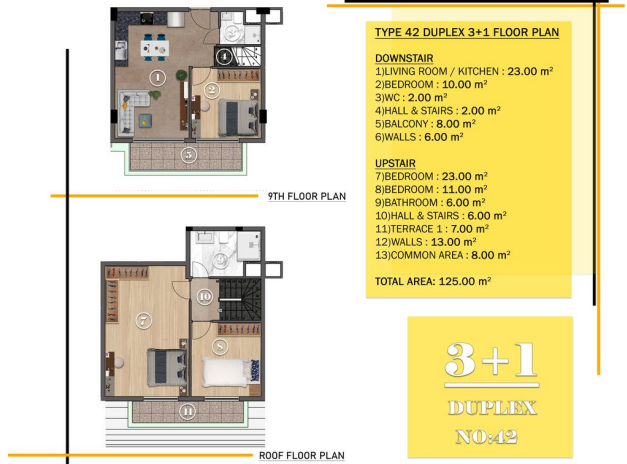 1
2
3
4
5
9TH FLOOR PLAN
7
8
9
10
11
ROOF FLOOR PLAN
TYPE 42 DUPLEX 3+1 FLOOR PLAN
DOWNSTAIR
1)LIVING ROOM / KITCHEN : 23.00 m²
2)BEDROOM : 10.00 m²
3)WC : 2.00 m²
4)HALL & STAIRS : 2.00 m²
5)BALCONY : 8.00 m²
6)WALLS : 6.00 m²
UPSTAIR
7)BEDROOM : 23.00 m²
8)BEDROOM : 11.00 m²
9)BATHROOM : 6.00 m²
10)HALL & STAIRS : 6.00 m²
11)TERRACE 1 : 7.00 m²
12)WALLS : 13.00 m²
13)COMMON AREA : 8.00 m²
TOTAL AREA: 125.00 m²
3+1
DUPLEX
NO:42